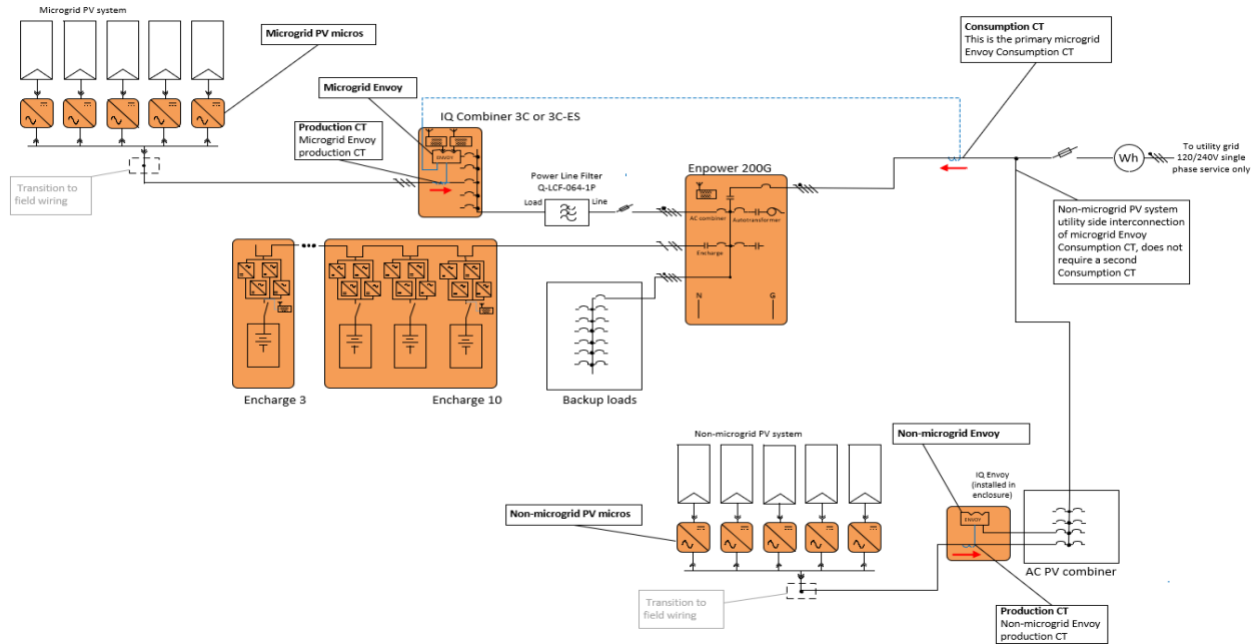 Microgrid PV system
Microgrid PV micros
Consumption CT
This is the primary microgrid
Envoy Consumption CT
Microgrid Envoy
IQ Combiner 3C or 3C-ES
Production CT
Microgrid Envoy
production CT
ENVOY
Transition to
field wiring
Power Line Filter
Q-LCF-064-1P
Load
Line
Enpower 200G
AC combiner
Autotransformer
Encharge
N
G
Wh
To utility grid
120/240V single
phase service only
Non-microgrid PV system
utility side interconnection
of microgrid Envoy
Consumption CT, does not
require a second
Consumption CT
Encharge 3
Encharge 10
Backup loads
Non-microgrid PV system
Non-microgrid PV micros
Non-microgrid Envoy
IQ Envoy
(installed in
enclosure)
ENVOY
AC PV combiner
Transition to
field wiring
Production CT
Non-microgrid Envoy
production CT